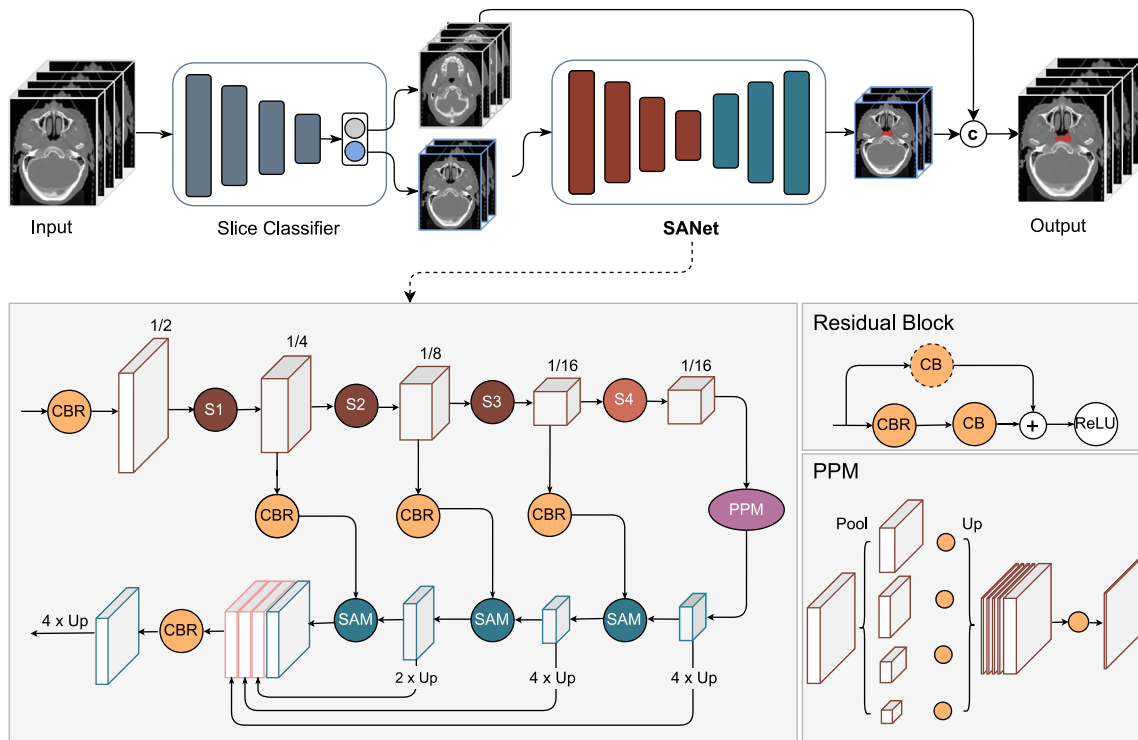 Input
Slice Classifier
SANet
c
Output
1/2
1/4
1/8
1/16
1/16
CBR
S1
S2
S3
S4
CBR
CBR
CBR
PPM
4 x Up
CBR
SAM
SAM
SAM
2 x Up
4 x Up
4 x Up
Residual Block
CB
CBR
CB
+
ReLU
PPM
Pool
Up